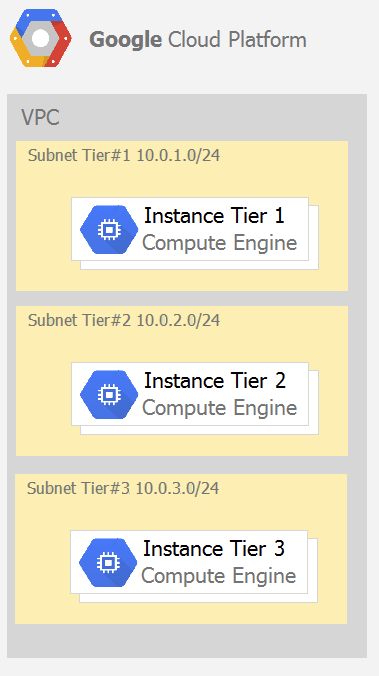 Google Cloud Platform
VPC
Subnet Tier#1 10.0.1.0/24
Instance Tier 1
Compute Engine
Subnet Tier#2 10.0.2.0/24
Instance Tier 2
Compute Engine
Subnet Tier#3 10.0.3.0/24
Instance Tier 3
Compute Engine